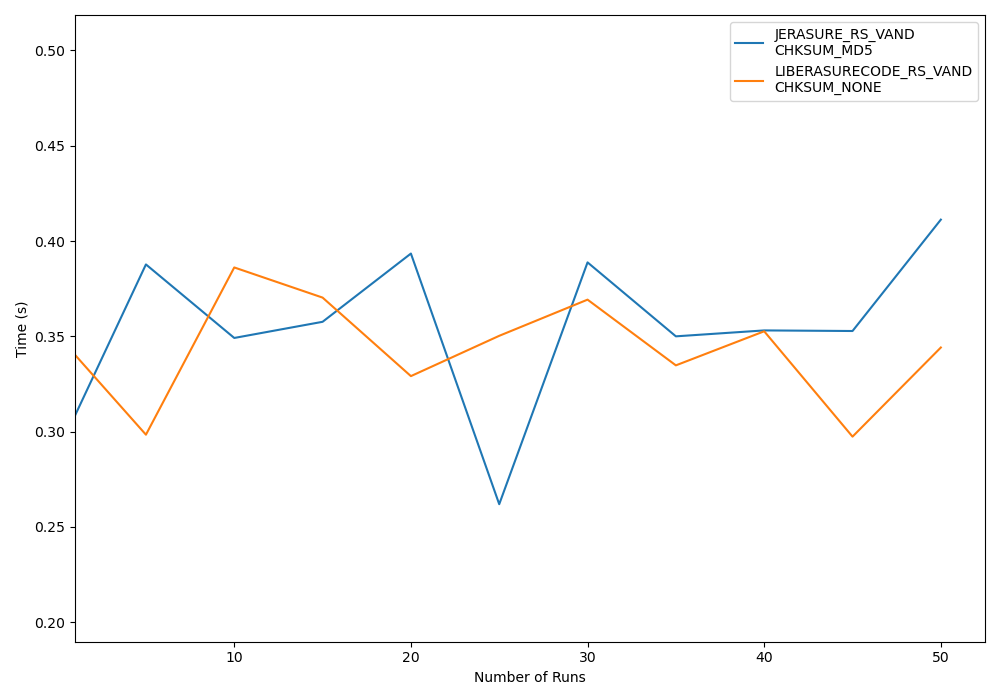 JERASURE_RS_VAND
CHKSUM_MD5
LIBERASURECODE_RS_VAND
CHKSUM_NONE
0.50
0.45
0.40
0.35
0.30
0.25
0.20
Time (s)
10 20 30 40 50
Number of Runs